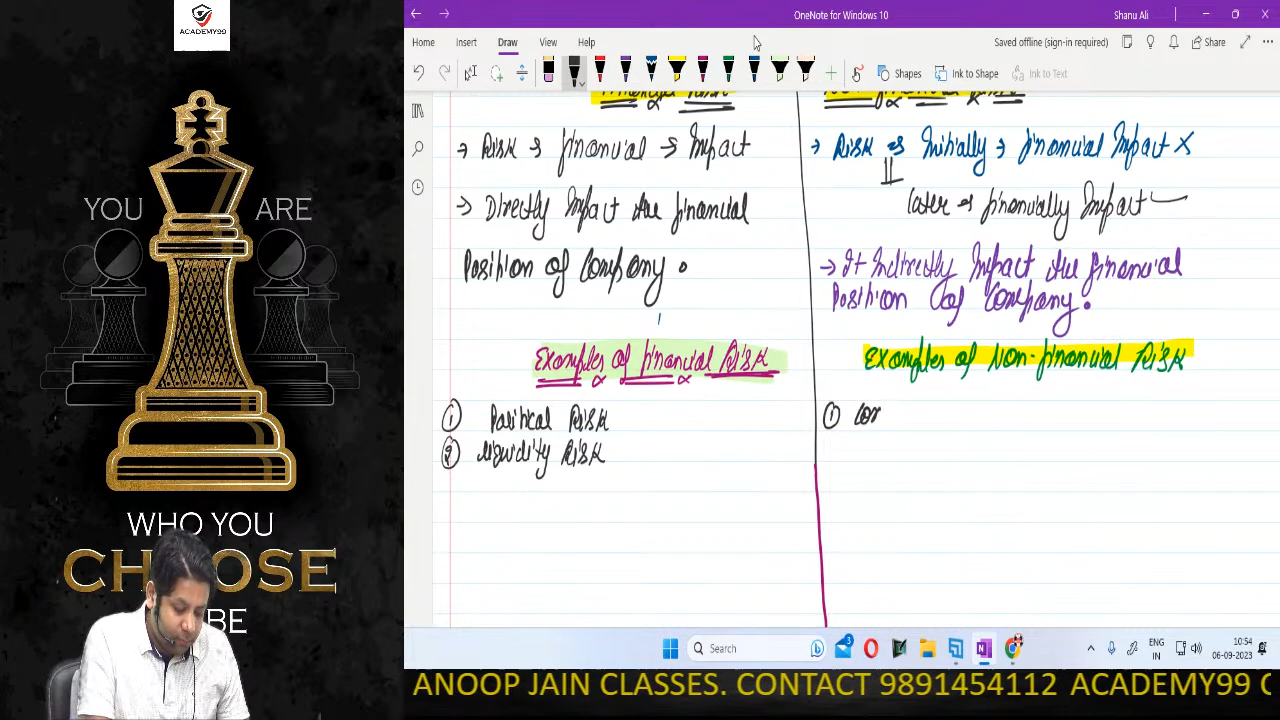 ACADEMY99
YOU ARE
WHO YOU
CH OSE
BE
OneNote for Windows 10
Shanu Ali
Home Insert Draw View Help
Saved offline (sign-in required)
Share
Shapes Ink to Shape Ink to Text
→ Risk → financial → Impact
→ Directly Impact the financial
Position of Company.
Examples of financial Risk
① Political Risk
② liquidity Risk
→ Risk → Initially → financial Impact X
later → financially Impact
→ It Indirectly Impact the financial
Position of Company.
Examples of Non-financial Risk
① Cor
Search
3
ENG
IN
10:54
06-09-2023
ANOOP JAIN CLASSES. CONTACT 9891454112 ACADEMY99